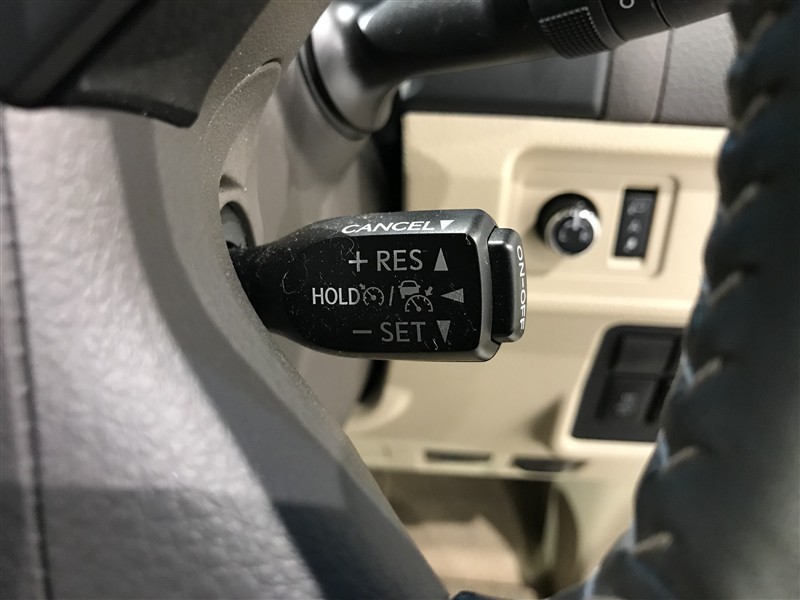 CANCEL▼
+ RES ▲
HOLD / ◀
− SET ▼
ON-OFF